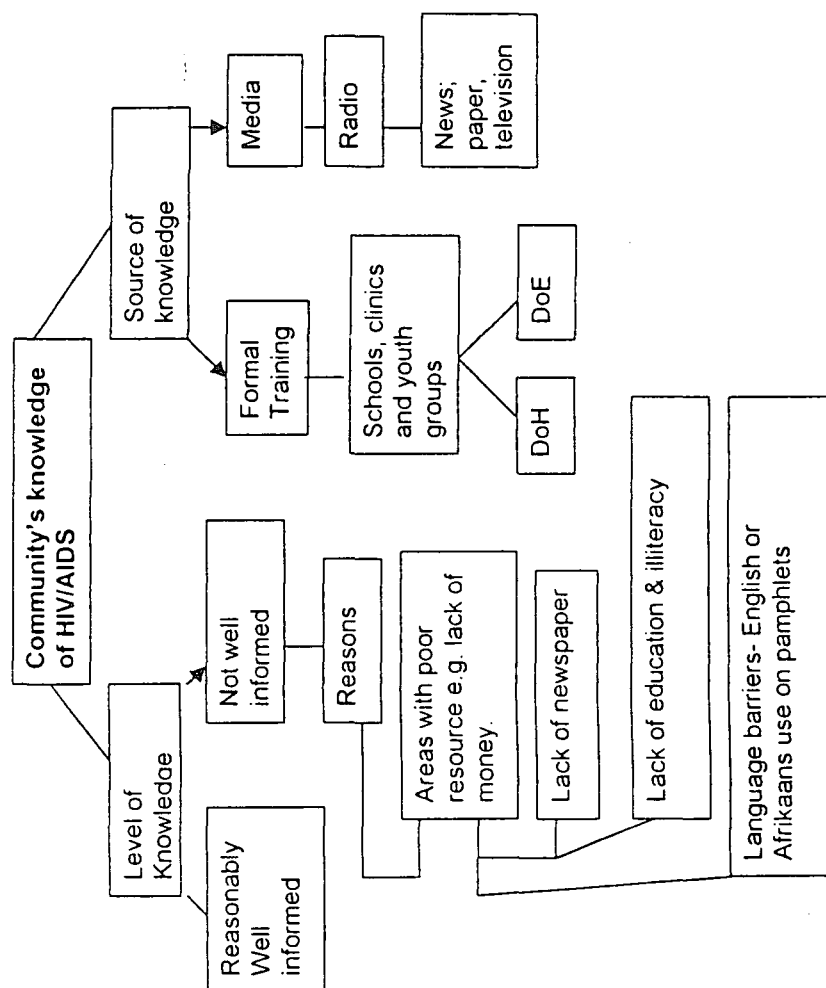 Community's knowledge
of HIV/AIDS
Level of
Knowledge
Source of
knowledge
Reasonably
Well
informed
Not well
informed
Formal
Training
Media
Reasons
Schools, clinics
and youth
groups
Radio
Areas with poor
resource e.g. lack of
money.
DoH
DoE
News;
paper,
television
Lack of newspaper
Lack of education & illiteracy
Language barriers- English or
Afrikaans use on pamphlets